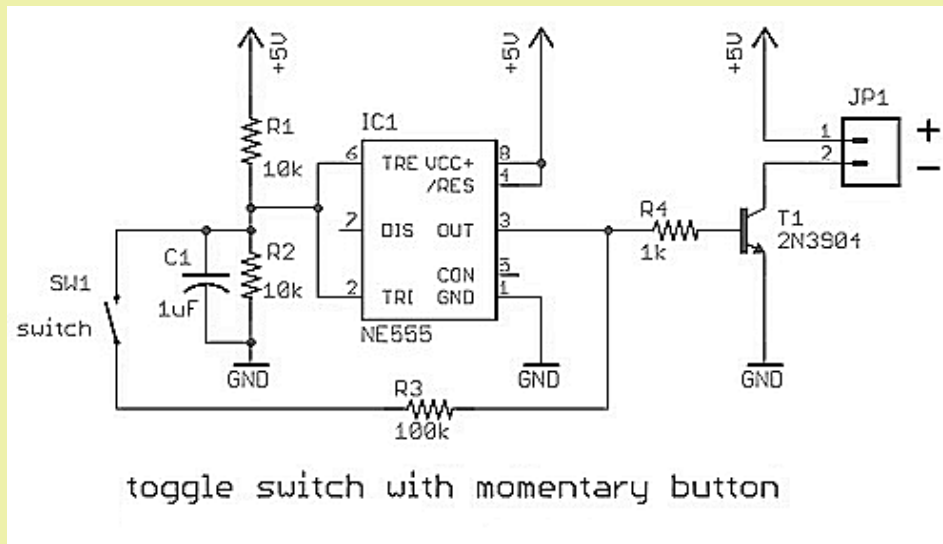 +5V
+5V
+5V
JP1
IC1
R1
10k
6
TRE
VCC+
8
/RES
4
1
2
+
−
7
DIS
OUT
3
R4
1k
T1
2N3904
C1
1uF
R2
10k
SW1
switch
CON
5
2
TRI
GND
1
NE555
GND
GND
GND
R3
100k
toggle switch with momentary button